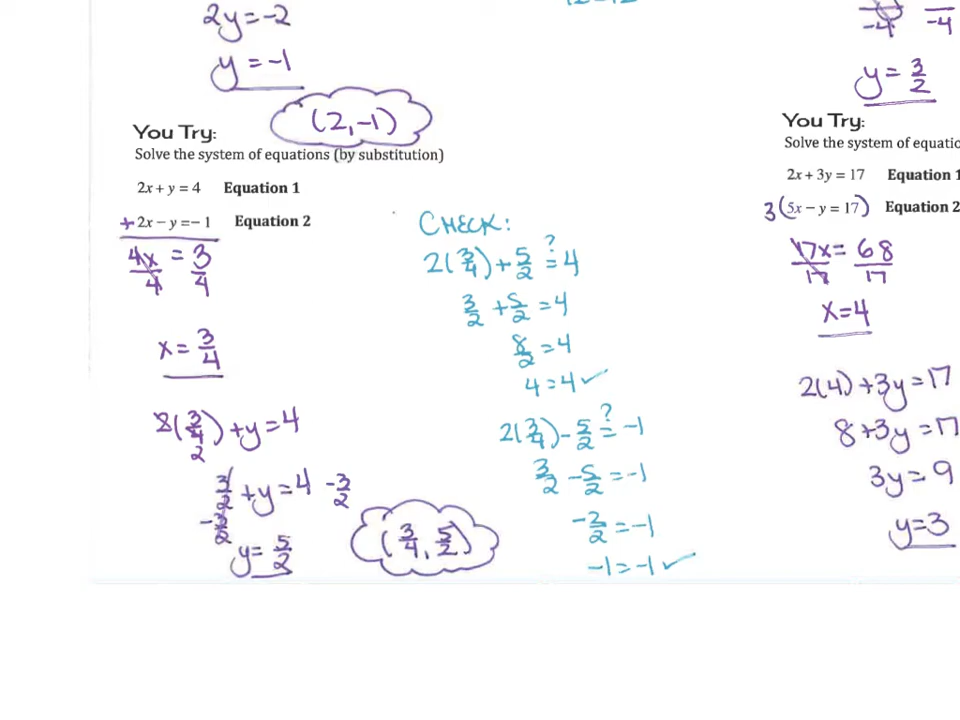 2y=-2
y=-1
(2,-1)
You Try:
Solve the system of equations (by substitution)
2x + y = 4 Equation 1
+ 2x − y = − 1 Equation 2
4x = 3
4 4
x = 3/4
2(3/4) + y = 4
3/2 + y = 4 - 3/2
-3/2
y = 5/2
(3/4, 5/2)
CHECK:
2(3/4) + 5/2 ?= 4
3/2 + 5/2 = 4
8/2 = 4
4 = 4 ✓
2(3/4) - 5/2 ?= -1
3/2 - 5/2 = -1
-2/2 = -1
-1 = -1 ✓
-4 -4
y = 3/2
You Try:
Solve the system of equatio
2x + 3y = 17 Equation 1
3(5x − y = 17) Equation 2
17x = 68
17 17
x=4
2(4)+3y=17
8+3y=17
3y=9
y=3